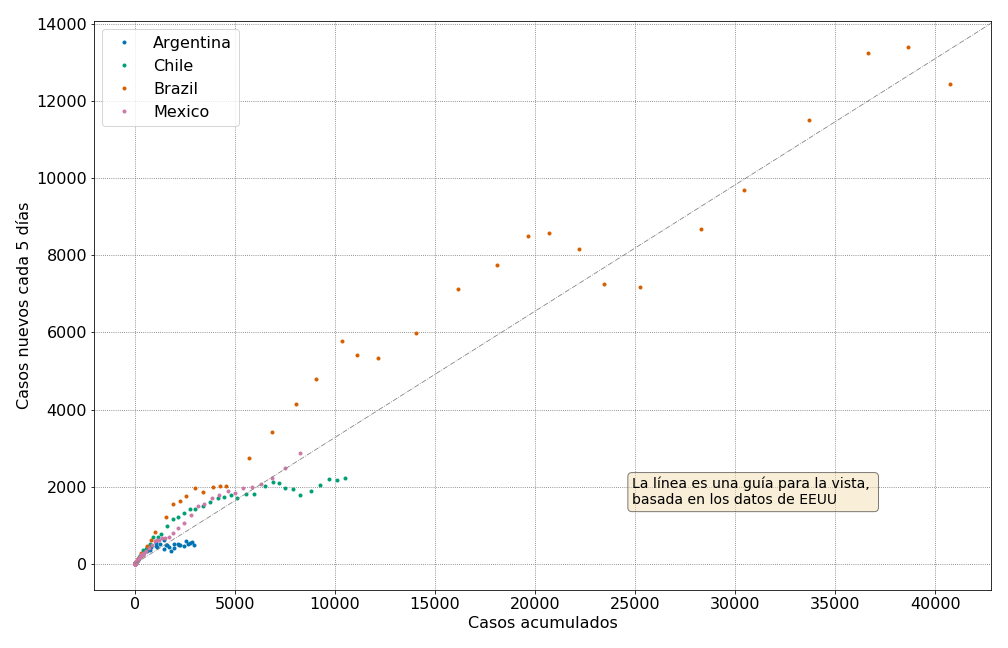 14000
12000
10000
8000
6000
4000
2000
0
Casos nuevos cada 5 días
Argentina
Chile
Brazil
Mexico
La línea es una guía para la vista,
basada en los datos de EEUU
0 5000 10000 15000 20000 25000 30000 35000 40000
Casos acumulados